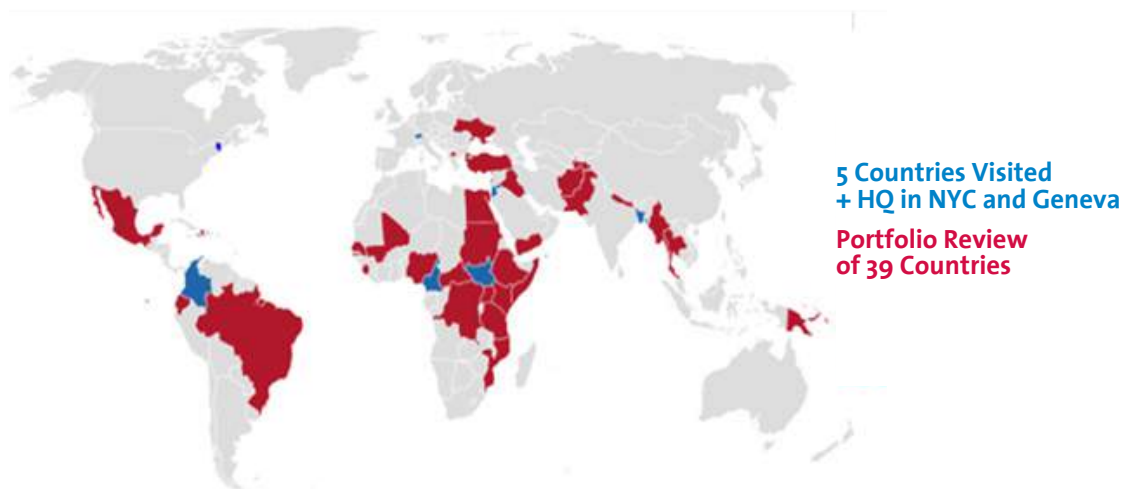 5 Countries Visited
+ HQ in NYC and Geneva
Portfolio Review
of 39 Countries